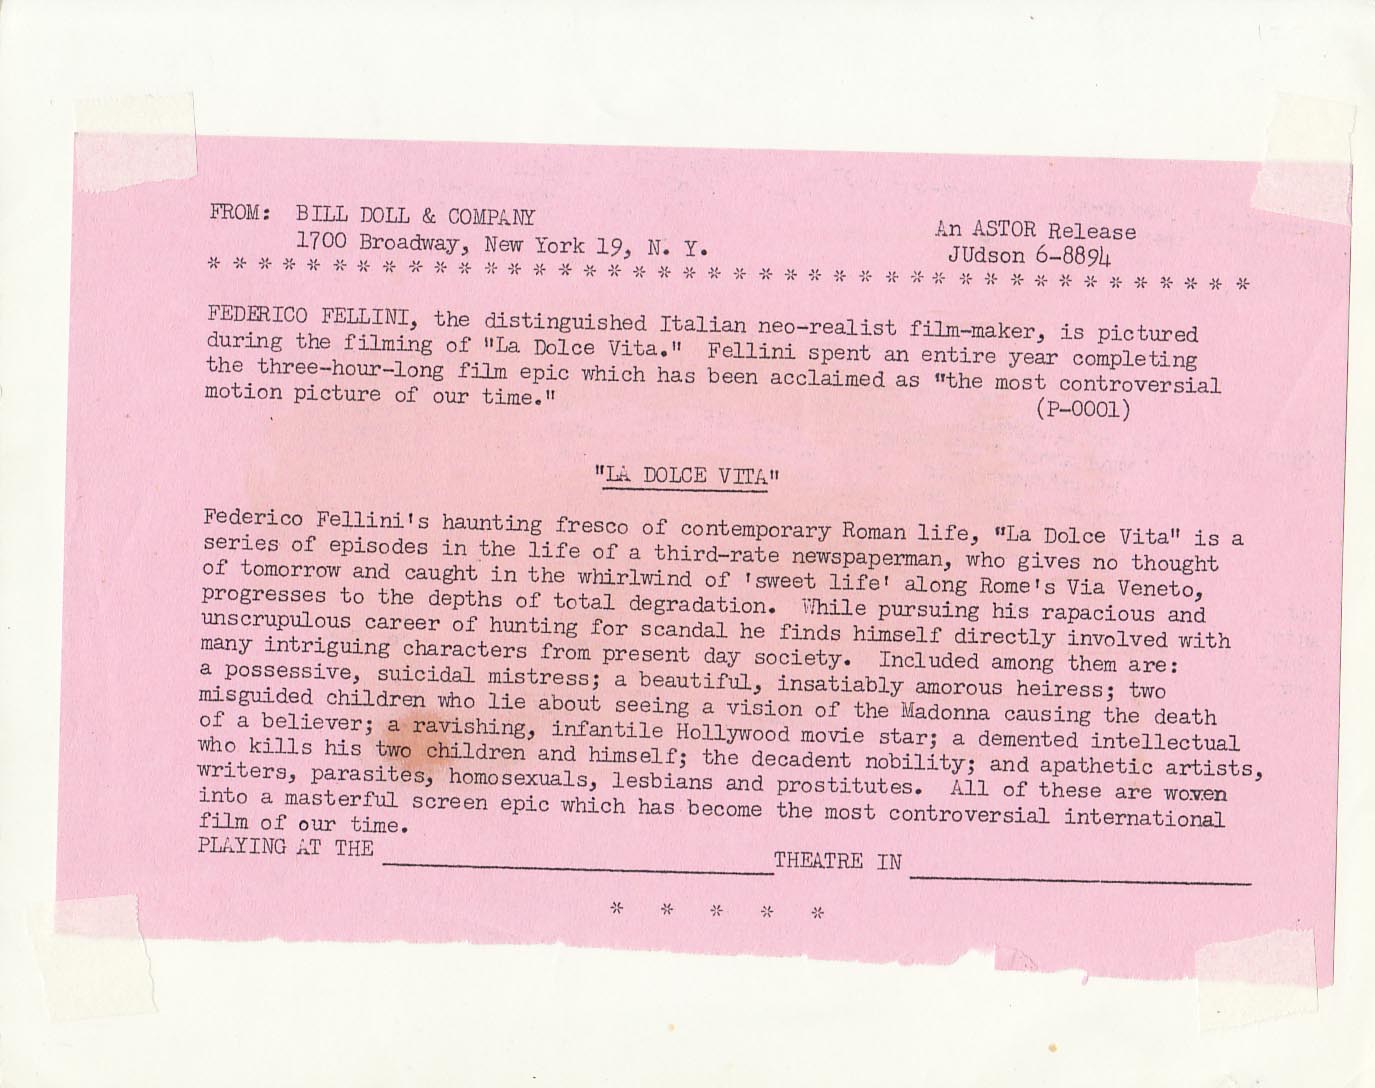 FROM: BILL DOLL & COMPANY
1700 Broadway, New York 19, N. Y.
An ASTOR Release
JUdson 6-8894
* * * * * * * * * * * * * * * * * * * * * * * * * * * * * * * * * * * * * * * * * *
FEDERICO FELLINI, the distinguished Italian neo-realist film-maker, is pictured
during the filming of "La Dolce Vita." Fellini spent an entire year completing
the three-hour-long film epic which has been acclaimed as "the most controversial
motion picture of our time."
(P-0001)
"LA DOLCE VITA"
Federico Fellini's haunting fresco of contemporary Roman life, "La Dolce Vita" is a
series of episodes in the life of a third-rate newspaperman, who gives no thought
of tomorrow and caught in the whirlwind of 'sweet life' along Rome's Via Veneto,
progresses to the depths of total degradation. While pursuing his rapacious and
unscrupulous career of hunting for scandal he finds himself directly involved with
many intriguing characters from present day society. Included among them are:
a possessive, suicidal mistress; a beautiful, insatiably amorous heiress; two
misguided children who lie about seeing a vision of the Madonna causing the death
of a believer; a ravishing, infantile Hollywood movie star; a demented intellectual
who kills his two children and himself; the decadent nobility; and apathetic artists,
writers, parasites, homosexuals, lesbians and prostitutes. All of these are woven
into a masterful screen epic which has become the most controversial international
film of our time.
PLAYING AT THE ____________________ THEATRE IN ____________________
* * * * *